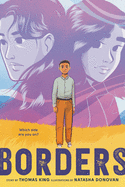 Which side
are you on?
BORDERS
STORY BY THOMAS KING ILLUSTRATIONS BY NATASHA DONOVAN